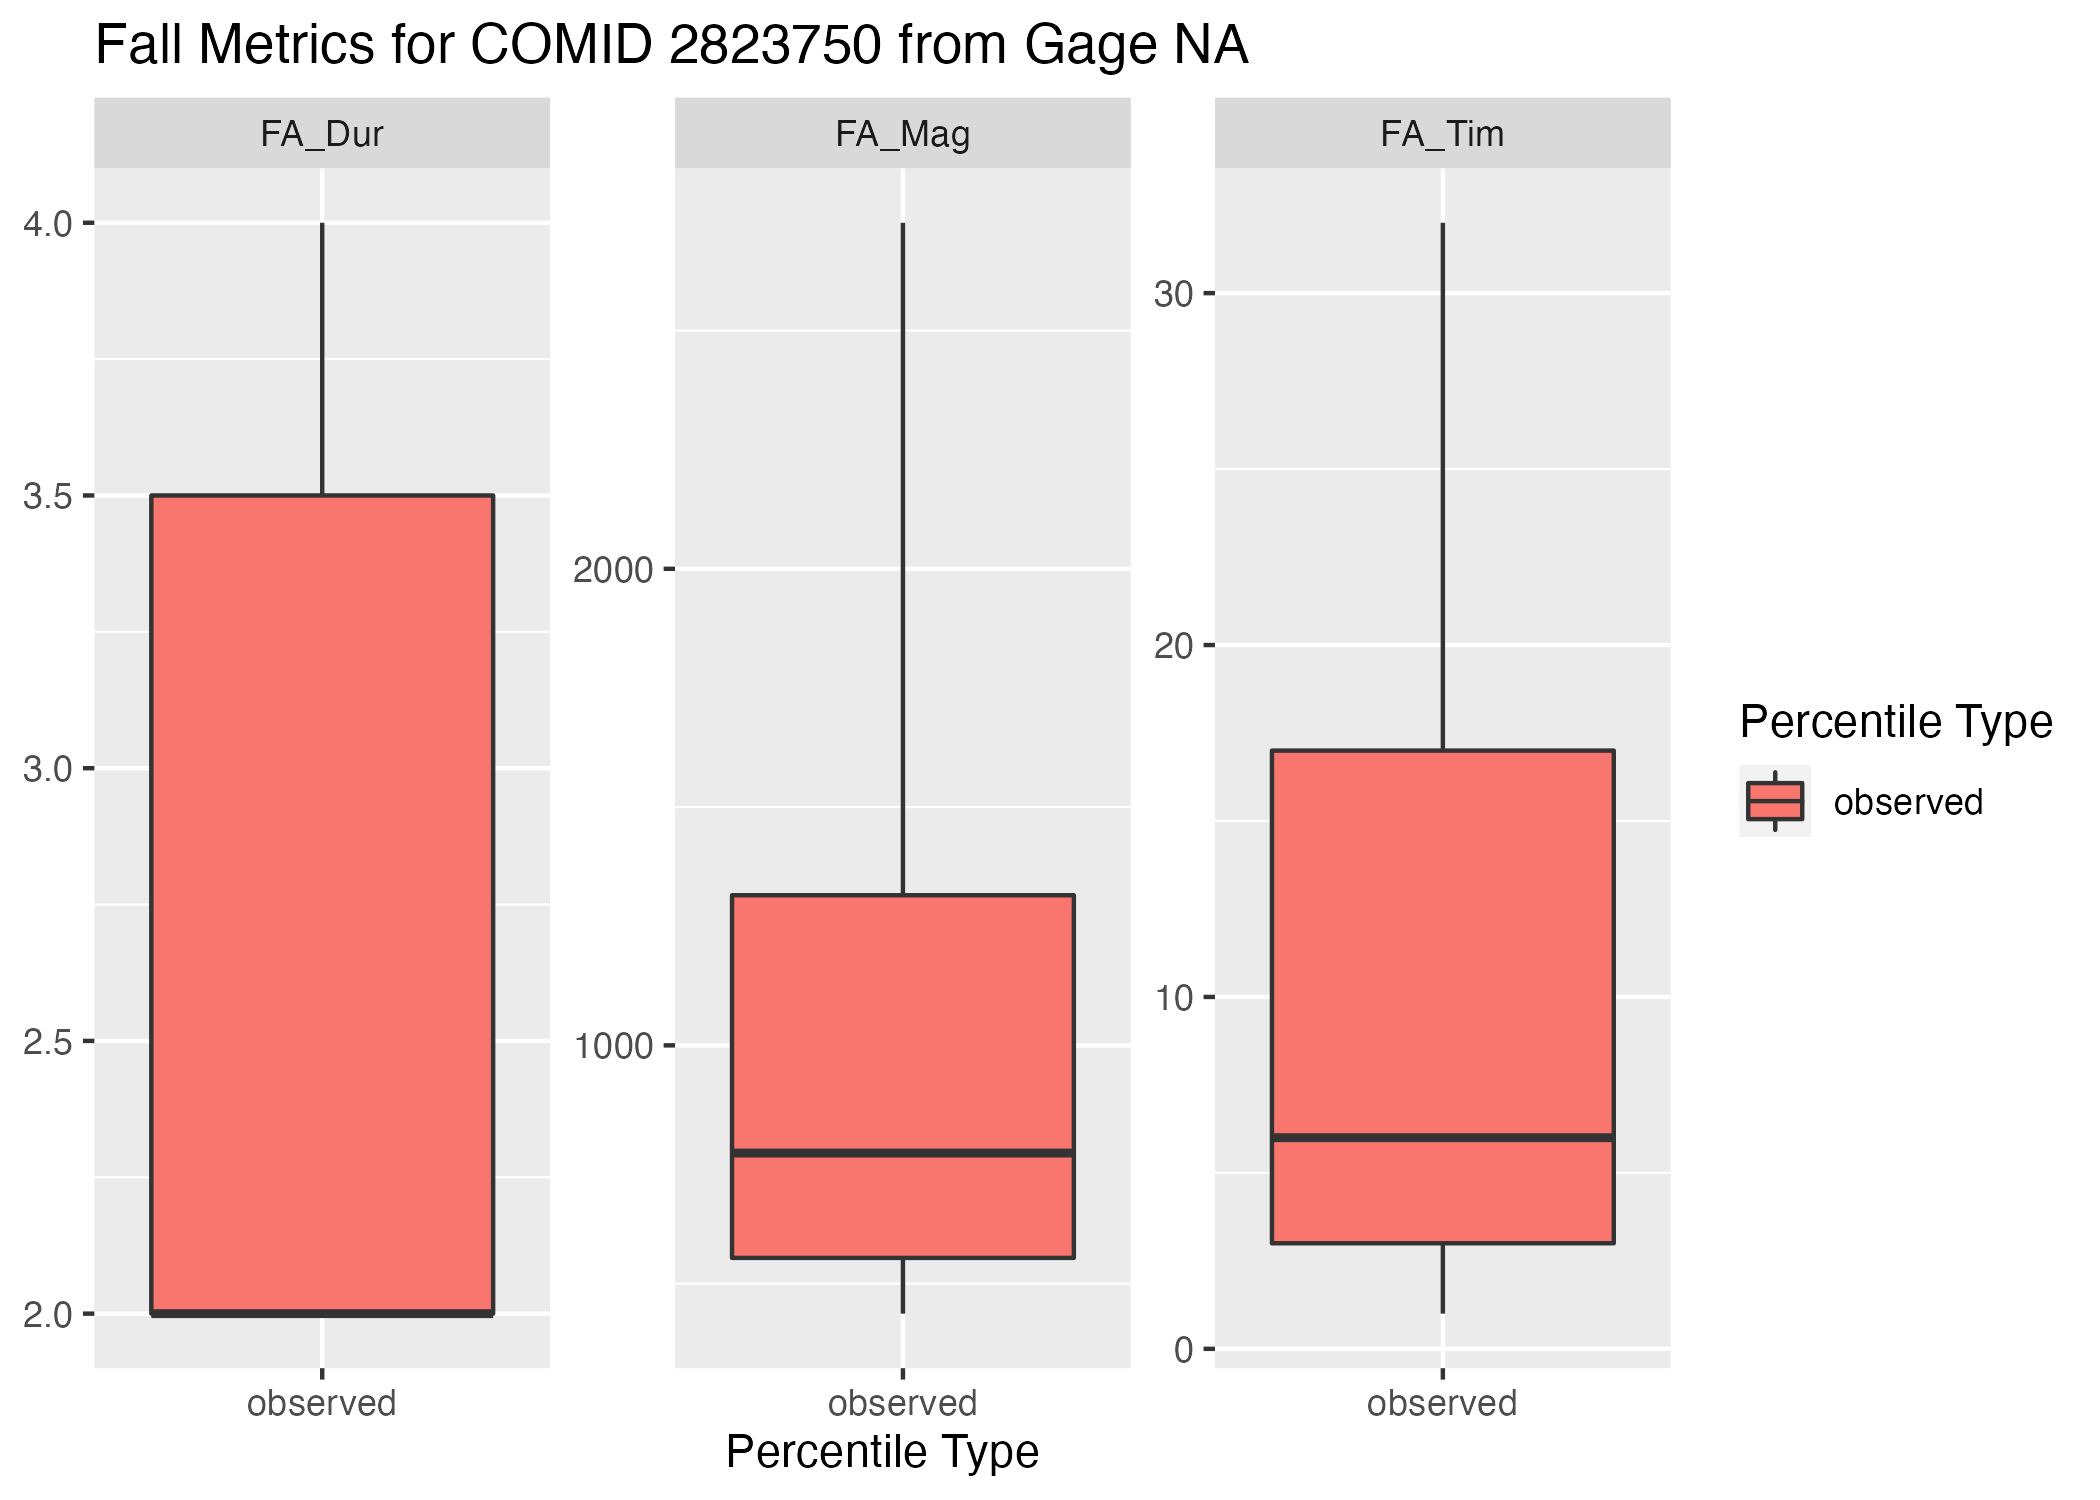 Fall Metrics for COMID 2823750 from Gage NA
FA_Dur
FA_Mag
FA_Tim
4.0
3.5
3.0
2.5
2.0
2000
1000
30
20
10
0
observed
observed
observed
Percentile Type
Percentile Type
observed